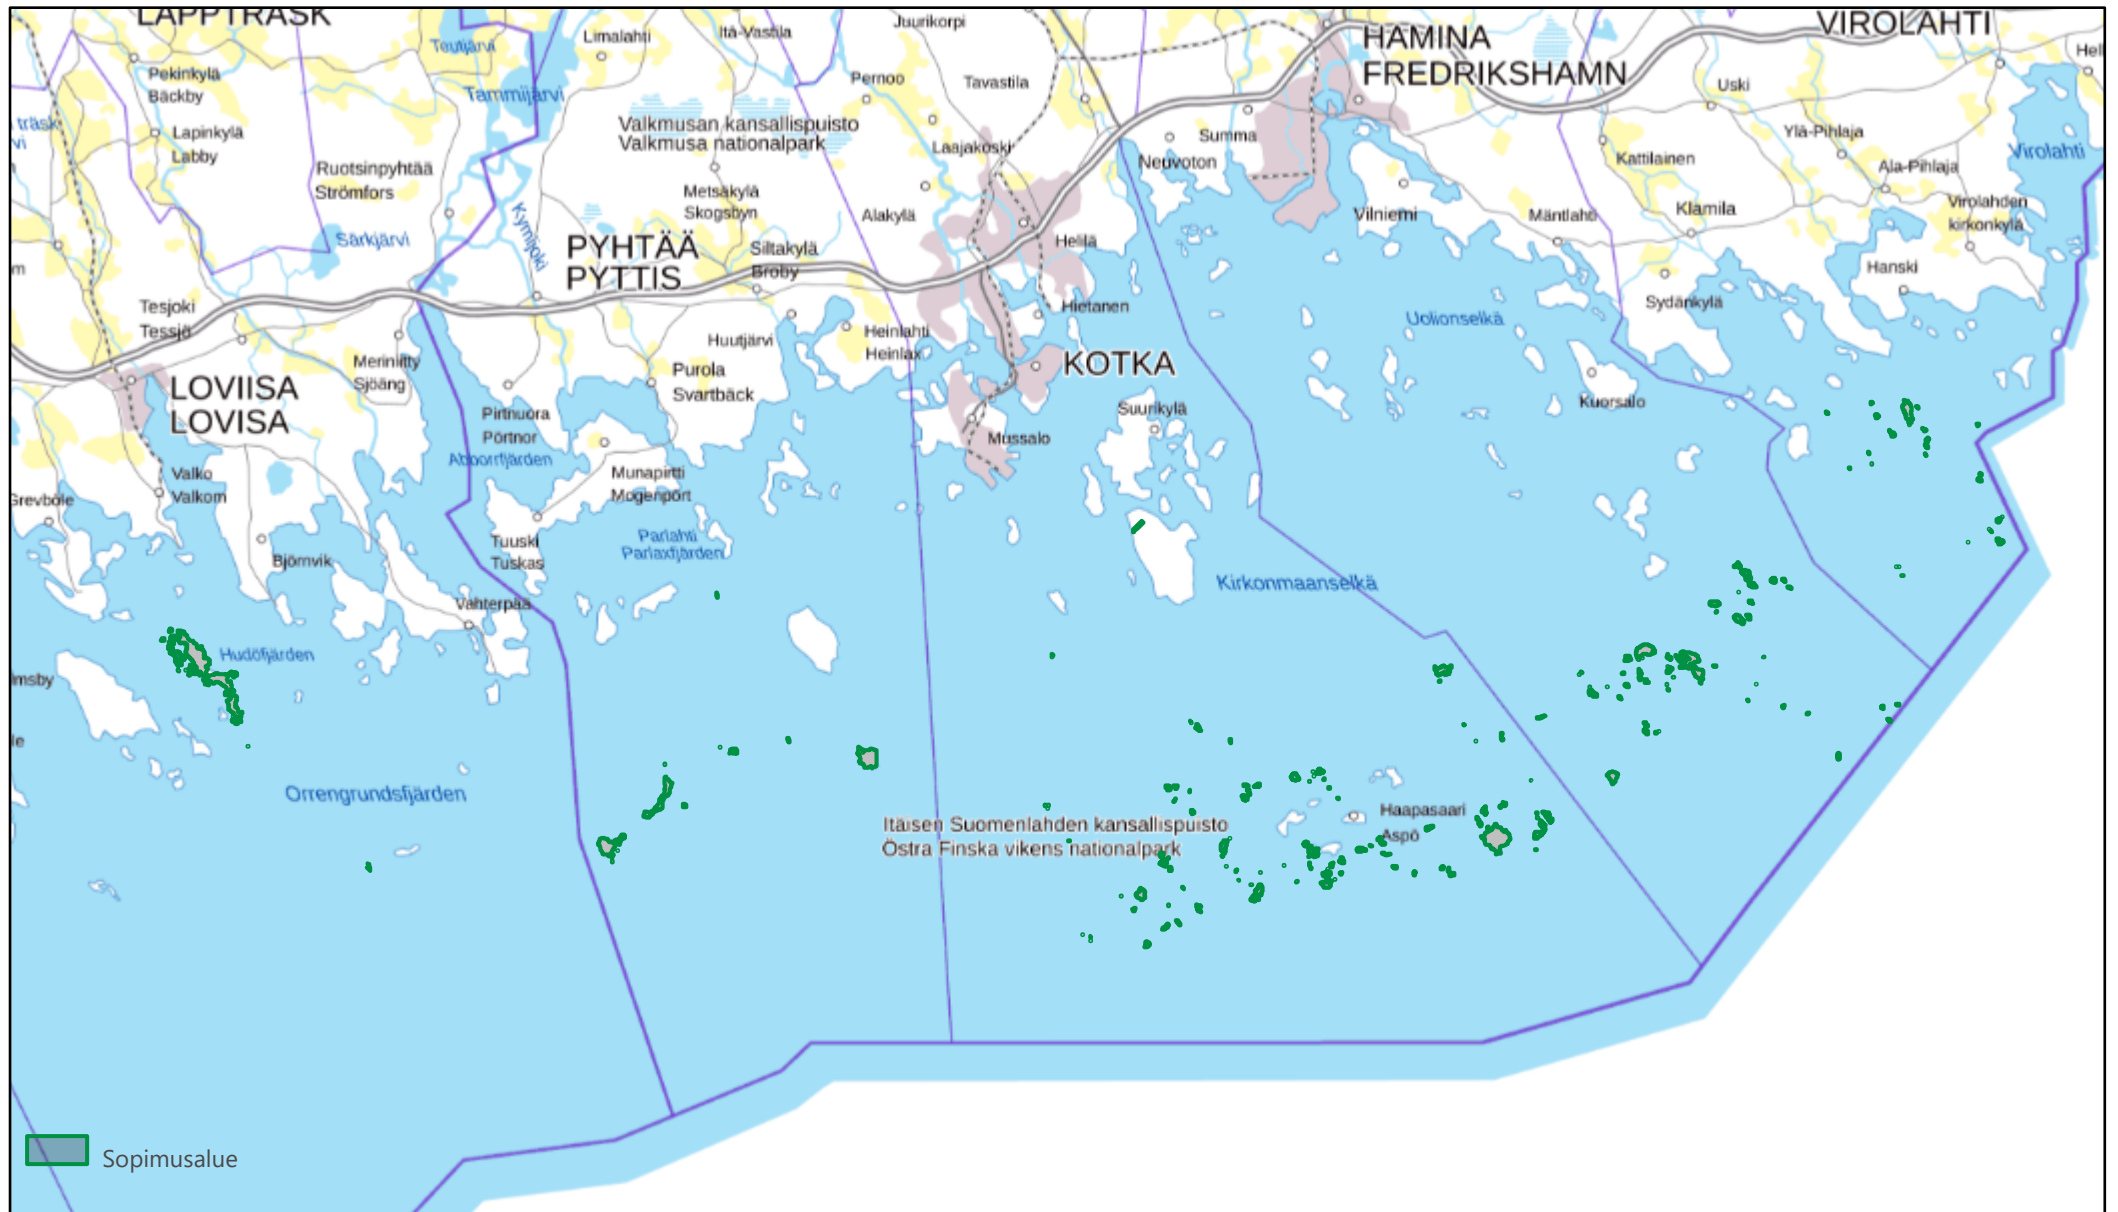 LAPPTRÄSK
Teutjärvi
Limalahti
Itä-Vastila
Juurikorpi
HAMINA
FREDRIKSHAMN
VIROLAHTI
Pekinkylä
Bäckby
Tammijärvi
Pernoo
Tavastila
Uski
träsk
Lapinkylä
Labby
Valkmusan kansallispuisto
Valkmusa nationalpark
Laajakoski
Summa
Neuvoton
Ylä-Pihlaja
Virolahti
Kattilainen
Ala-Pihlaja
Ruotsinpyhtää
Strömfors
Metsäkylä
Skogsbyn
Alakylä
Vilniemi
Mäntlahti
Klamila
Virolahden
kirkonkylä
Särkjärvi
Kymijoki
PYHTÄÄ
PYTTIS
Siltakylä
Broby
Helilä
Hanski
Tesjoki
Tessjö
Hietanen
Uolionselkä
Sydänkylä
Huutjärvi
Heinlahti
Heinlax
Merinitty
Sjöäng
KOTKA
LOVIISA
LOVISA
Purola
Svartbäck
Kuorsalo
Suurikylä
Pirtnuora
Pörtnor
Mussalo
Abborrfjärden
Valko
Valkom
Munapirtti
Mogenpört
Tuuski
Tuskas
Parlahti
Parlaxfjärden
Björnvik
Kirkonmaanselkä
Vahterpää
Hudöfjärden
Orrengrundsfjärden
Itäisen Suomenlahden kansallispuisto
Östra Finska vikens nationalpark
Haapasaari
Aspö
Sopimusalue